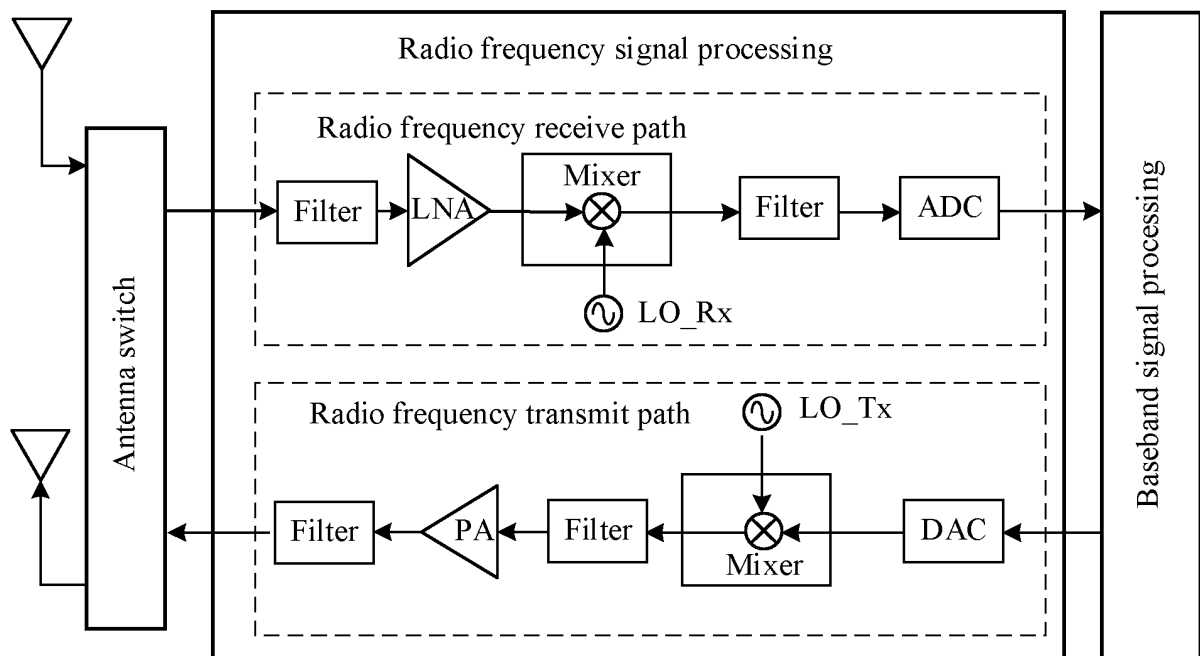 Radio frequency signal processing
Radio frequency receive path
Filter
LNA
Mixer
Filter
ADC
LO_Rx
Antenna switch
Baseband signal processing
Radio frequency transmit path
LO_Tx
Filter
PA
Filter
Mixer
DAC